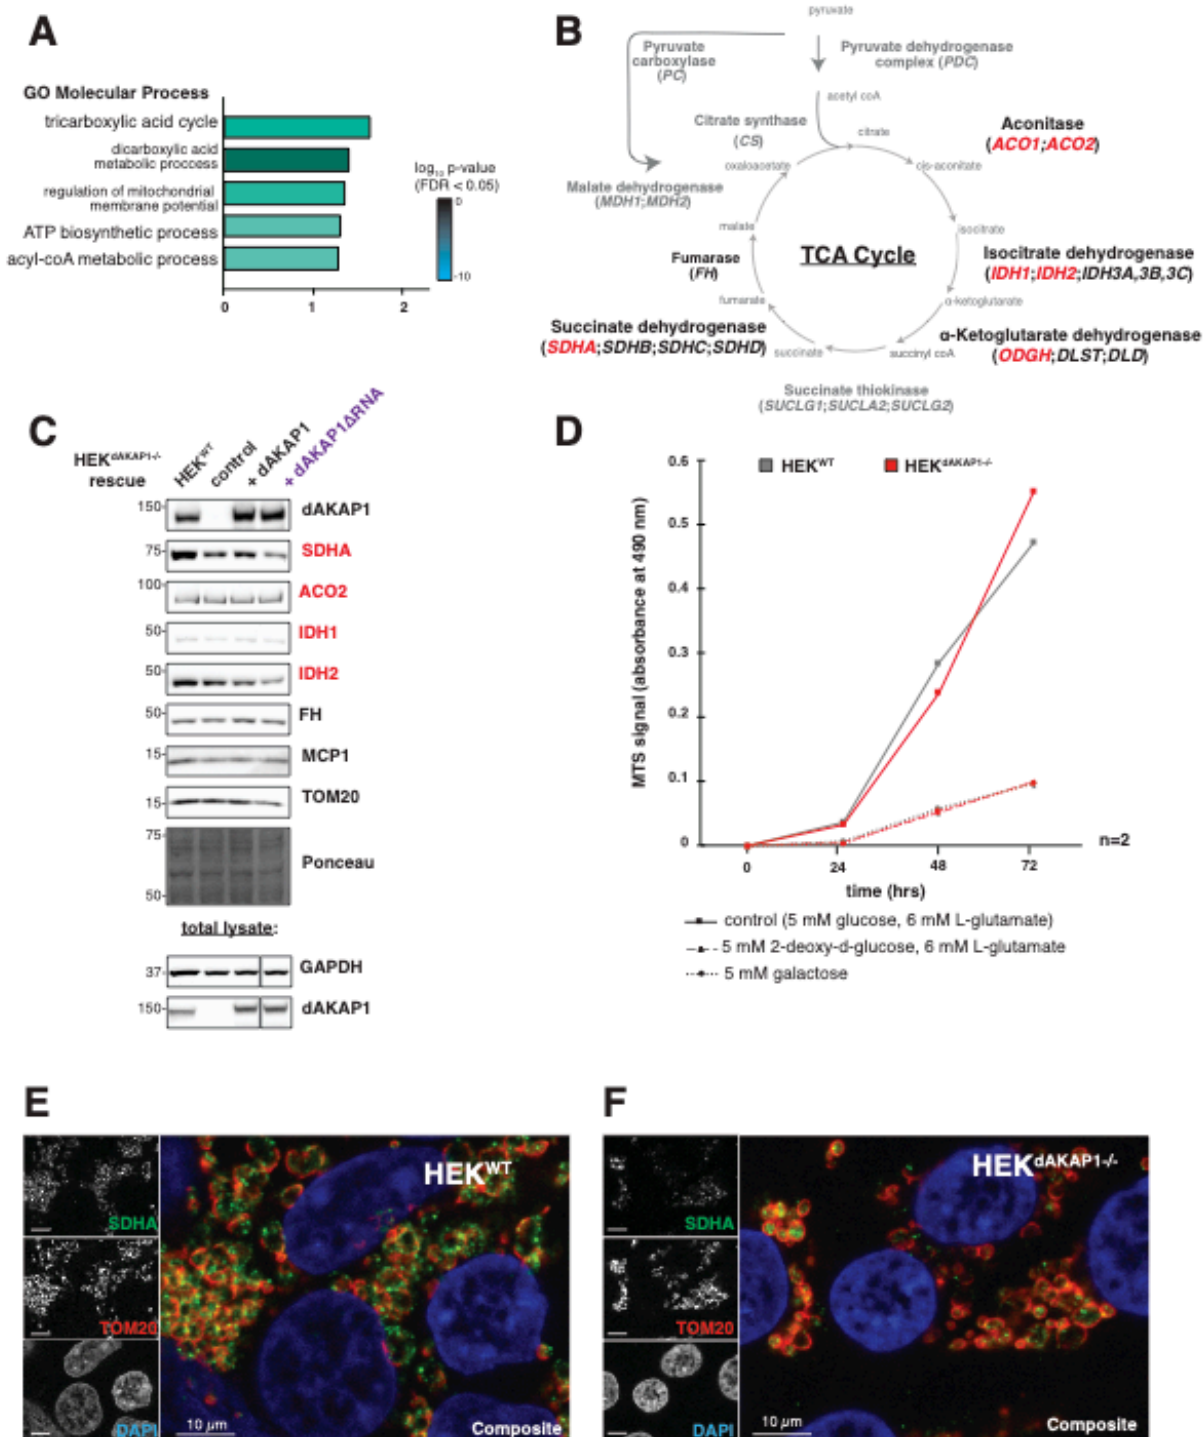 A
GO Molecular Process
tricarboxylic acid cycle
dicarboxylic acid
metabolic proccess
regulation of mitochondrial
membrane potential
ATP biosynthetic process
acyl-coA metabolic process
0
1
2
log₁₀ p-value
(FDR < 0.05)
0
-10
B
pyruvate
Pyruvate
carboxylase
(PC)
Pyruvate dehydrogenase
complex (PDC)
acetyl coA
Citrate synthase
(CS)
citrate
Aconitase
(ACO1;ACO2)
oxaloacetate
cis-aconitate
Malate dehydrogenase
(MDH1;MDH2)
malate
isocitrate
TCA Cycle
Fumarase
(FH)
Isocitrate dehydrogenase
(IDH1;IDH2;IDH3A,3B,3C)
fumarate
α-ketoglutarate
Succinate dehydrogenase
(SDHA;SDHB;SDHC;SDHD)
α-Ketoglutarate dehydrogenase
(ODGH;DLST;DLD)
succinate
succinyl coA
Succinate thiokinase
(SUCLG1;SUCLA2;SUCLG2)
C
HEKdAKAP1-/-
rescue
HEKWT
control
+ dAKAP1
+ dAKAP1ΔRNA
150
dAKAP1
75
SDHA
100
ACO2
50
IDH1
50
IDH2
50
FH
15
MCP1
15
TOM20
75
Ponceau
50
total lysate:
37
GAPDH
150
dAKAP1
D
HEKWT
HEKdAKAP1-/-
MTS signal (absorbance at 490 nm)
0.6
0.5
0.4
0.3
0.2
0.1
0
0
24
48
72
n=2
time (hrs)
control (5 mM glucose, 6 mM L-glutamate)
5 mM 2-deoxy-d-glucose, 6 mM L-glutamate
5 mM galactose
E
SDHA
TOM20
DAPI
HEKWT
10 µm
Composite
F
SDHA
TOM20
DAPI
HEKdAKAP1-/-
10 µm
Composite